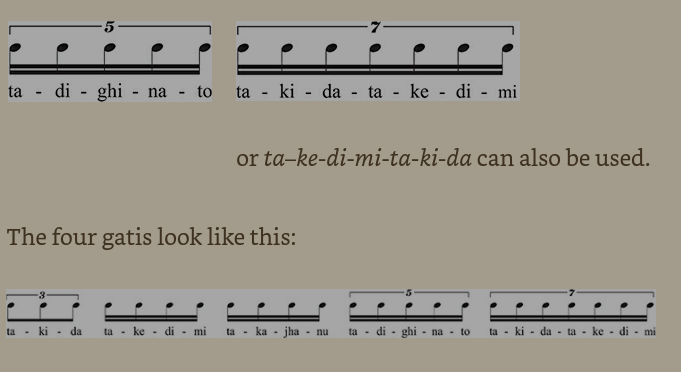 5 7
ta - di - ghi - na - to ta - ki - da - ta - ke - di - mi
or ta–ke-di-mi-ta-ki-da can also be used.
The four gatis look like this:
3 5 7
ta - ki - da ta - ke - di - mi ta - ka - jha - nu ta - di - ghi - na - to ta - ki - da - ta - ke - di - mi